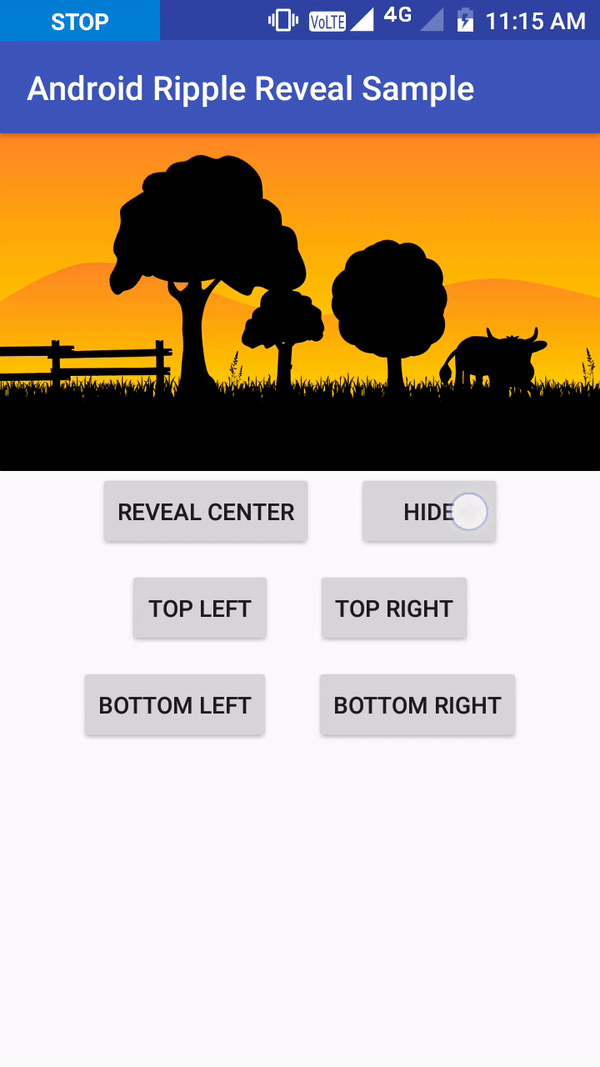 STOP VoLTE 4G 11:15 AM
Android Ripple Reveal Sample
REVEAL CENTER HIDE
TOP LEFT TOP RIGHT
BOTTOM LEFT BOTTOM RIGHT